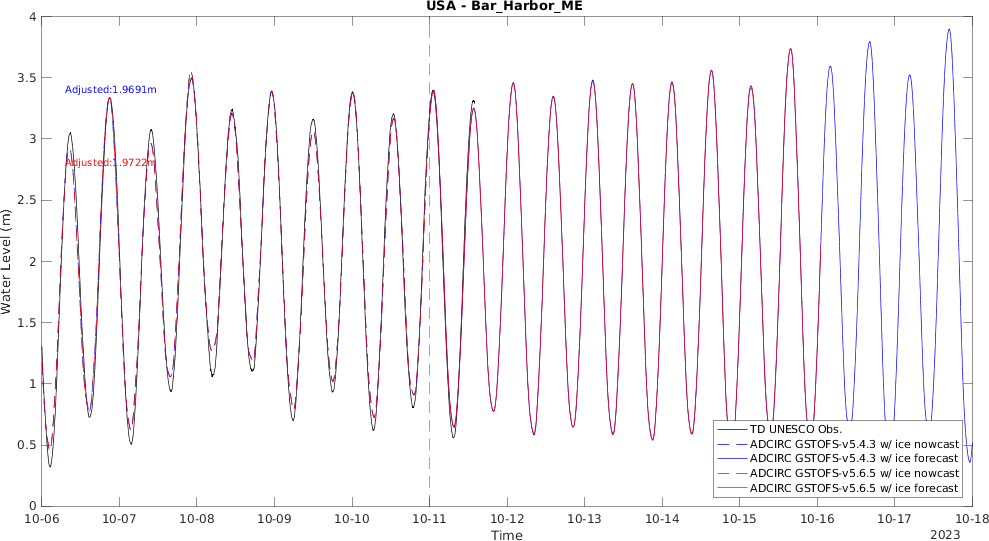 USA - Bar_Harbor_ME
4
3.5
3
2.5
2
1.5
1
0.5
0
Water Level (m)
Adjusted:1.9691m
Adjusted:1.9722m
TD UNESCO Obs.
ADCIRC GSTOFS-v5.4.3 w/ ice nowcast
ADCIRC GSTOFS-v5.4.3 w/ ice forecast
ADCIRC GSTOFS-v5.6.5 w/ ice nowcast
ADCIRC GSTOFS-v5.6.5 w/ ice forecast
10-06 10-07 10-08 10-09 10-10 10-11 10-12 10-13 10-14 10-15 10-16 10-17 10-18
Time
2023